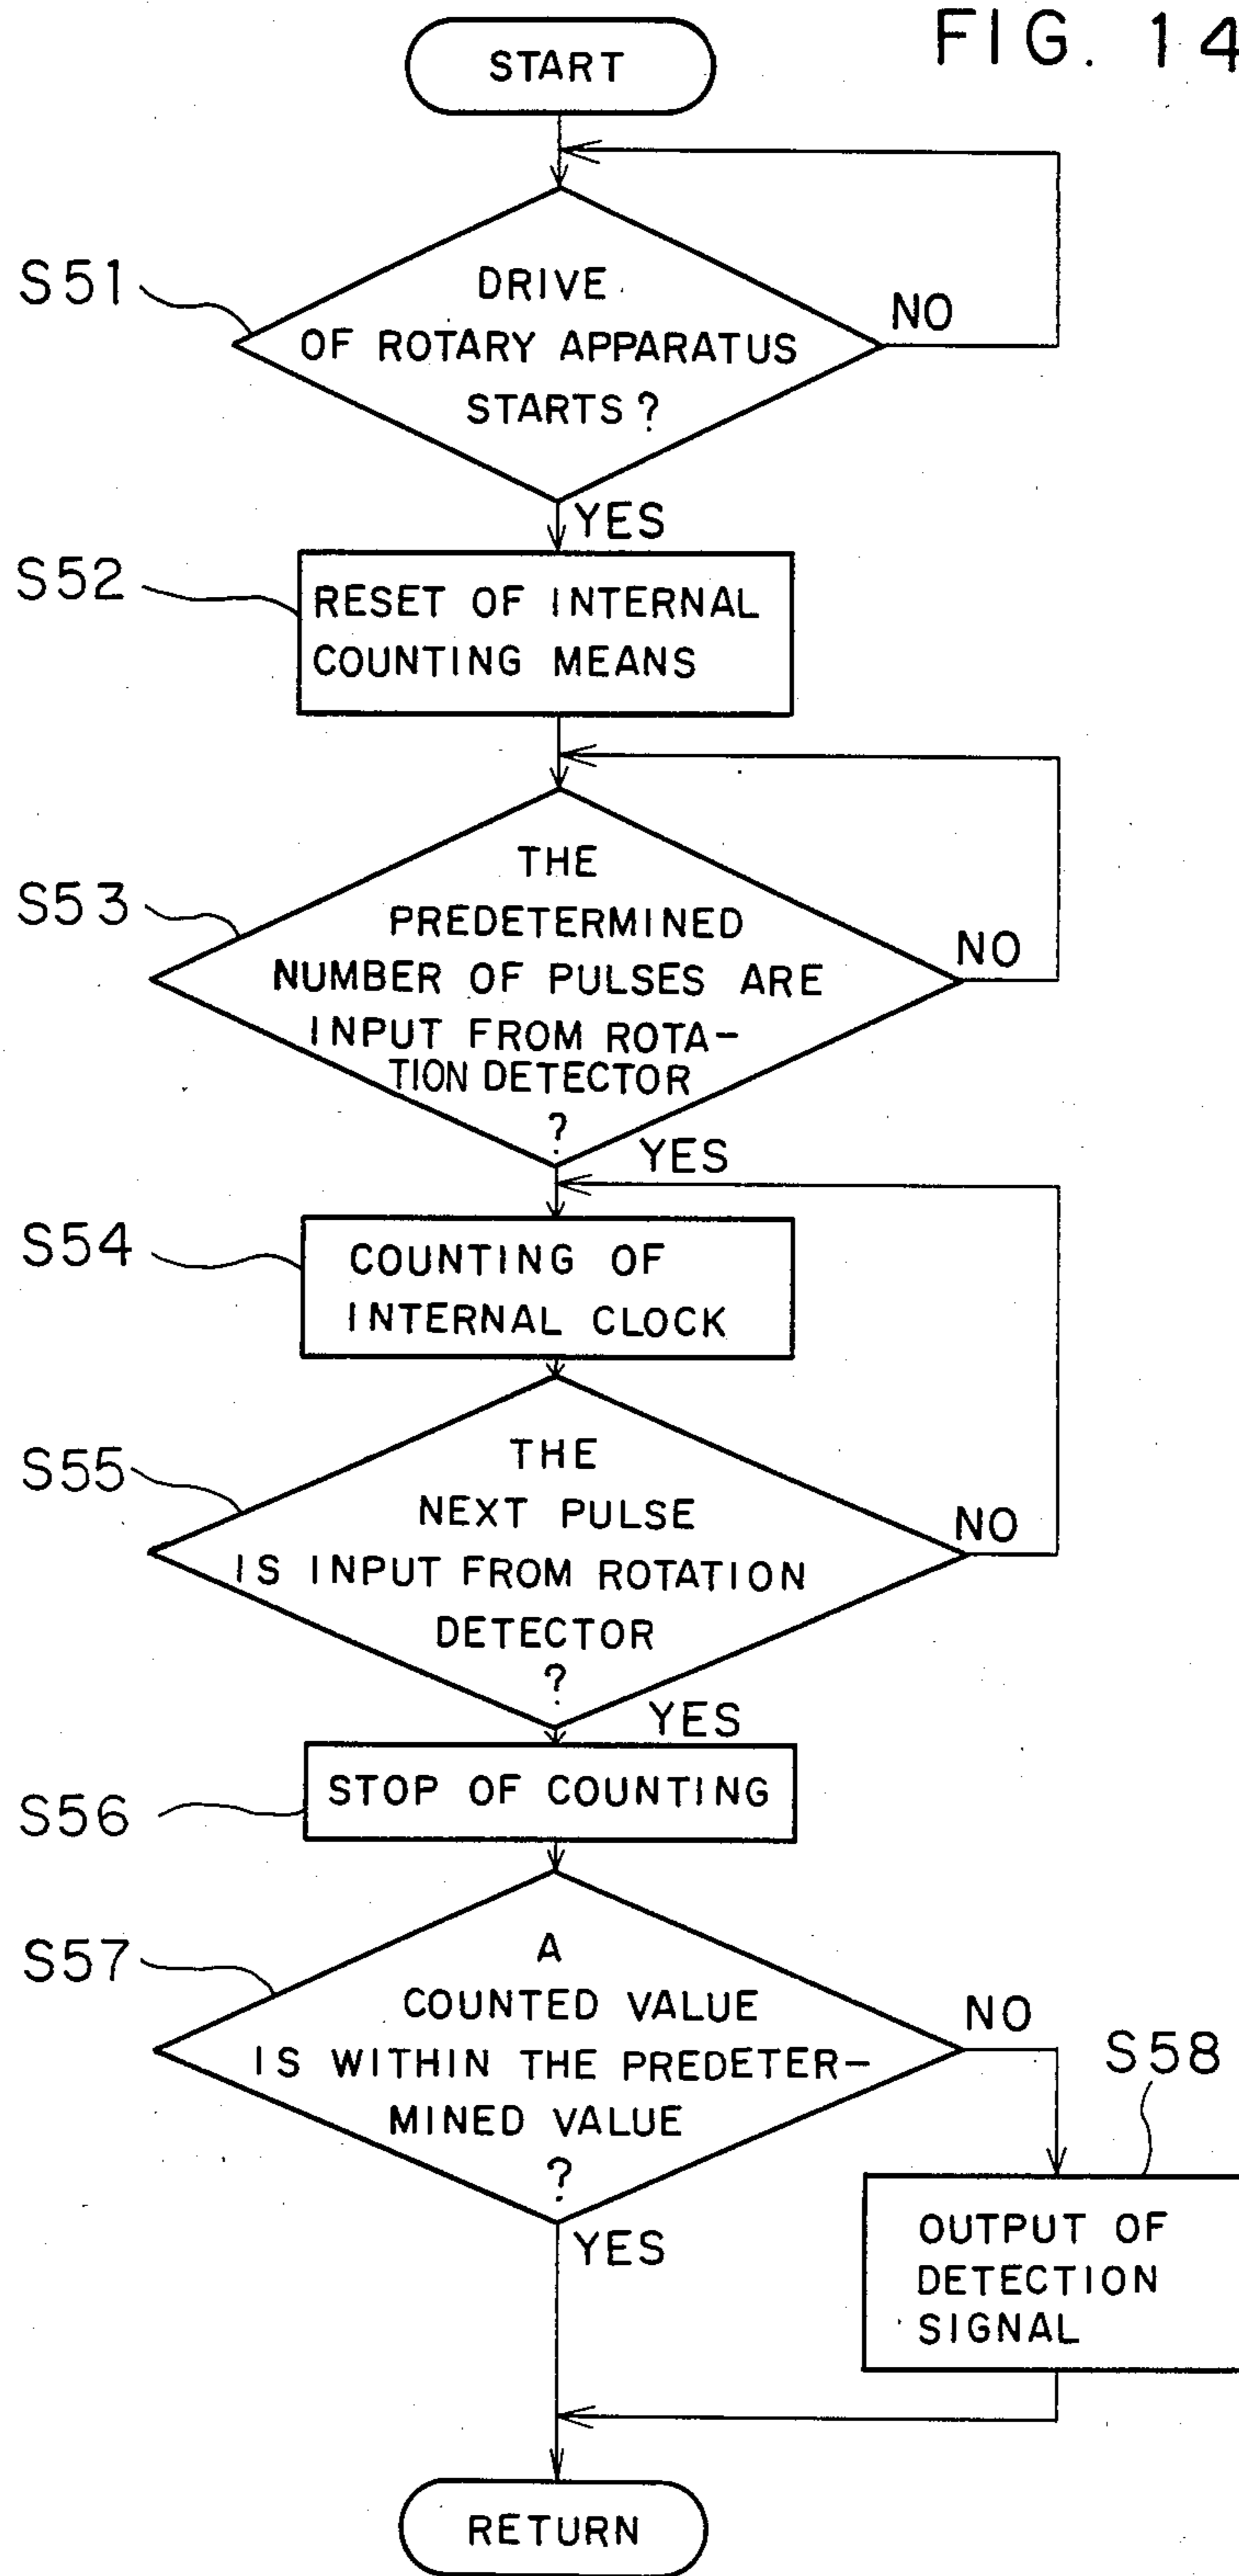 FIG. 14
START
S51
DRIVE
OF ROTARY APPARATUS
STARTS?
NO
YES
S52
RESET OF INTERNAL
COUNTING MEANS
S53
THE
PREDETERMINED
NUMBER OF PULSES ARE
INPUT FROM ROTA-
TION DETECTOR
?
NO
YES
S54
COUNTING OF
INTERNAL CLOCK
S55
THE
NEXT PULSE
IS INPUT FROM ROTATION
DETECTOR
?
NO
YES
S56
STOP OF COUNTING
S57
A
COUNTED VALUE
IS WITHIN THE PREDETER-
MINED VALUE
?
NO
YES
S58
OUTPUT OF
DETECTION
SIGNAL
RETURN